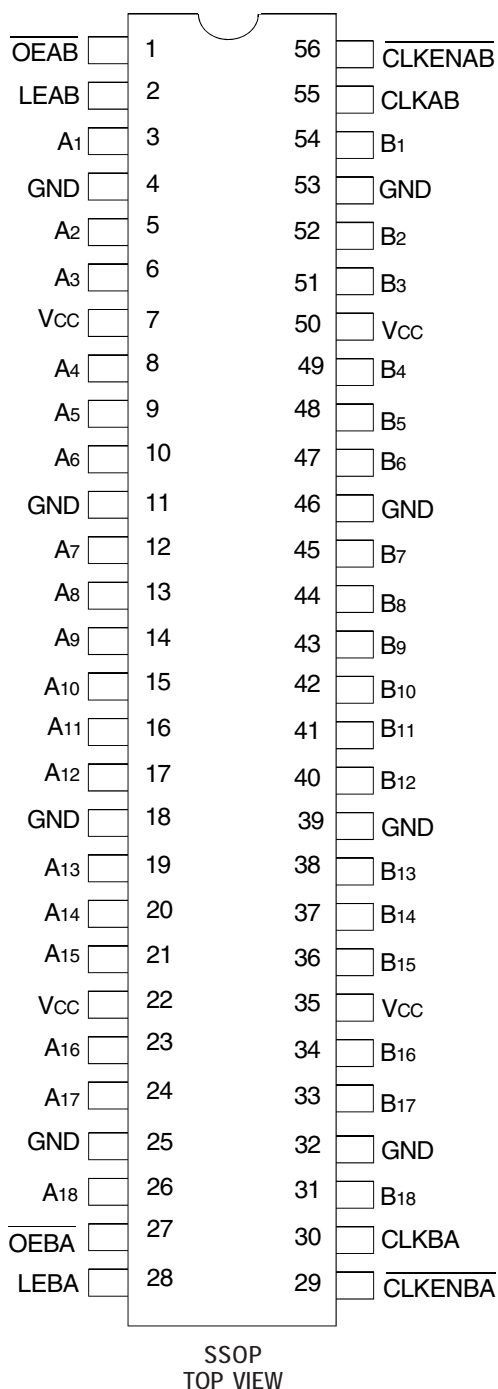 OEAB 1 56 CLKENAB
LEAB 2 55 CLKAB
A1 3 54 B1
GND 4 53 GND
A2 5 52 B2
A3 6 51 B3
VCC 7 50 VCC
A4 8 49 B4
A5 9 48 B5
A6 10 47 B6
GND 11 46 GND
A7 12 45 B7
A8 13 44 B8
A9 14 43 B9
A10 15 42 B10
A11 16 41 B11
A12 17 40 B12
GND 18 39 GND
A13 19 38 B13
A14 20 37 B14
A15 21 36 B15
VCC 22 35 VCC
A16 23 34 B16
A17 24 33 B17
GND 25 32 GND
A18 26 31 B18
OEBA 27 30 CLKBA
LEBA 28 29 CLKENBA
SSOP
TOP VIEW